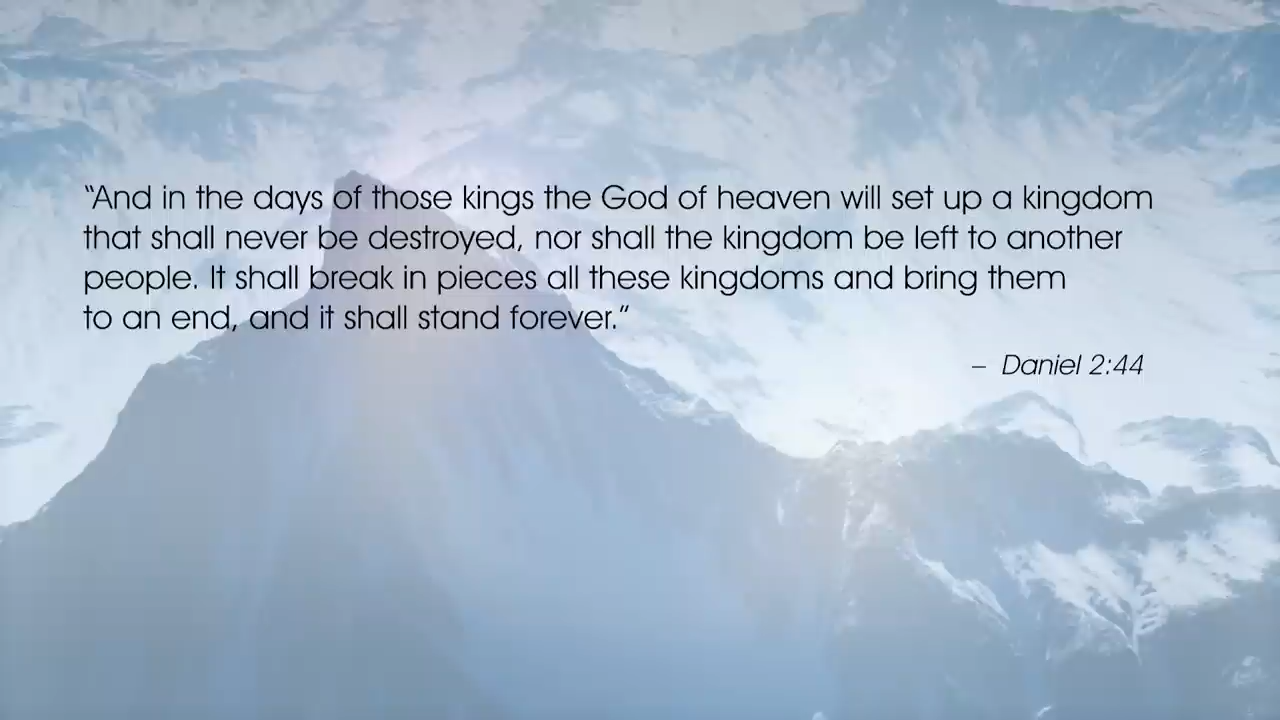 “And in the days of those kings the God of heaven will set up a kingdom
that shall never be destroyed, nor shall the kingdom be left to another
people. It shall break in pieces all these kingdoms and bring them
to an end, and it shall stand forever.”
– Daniel 2:44